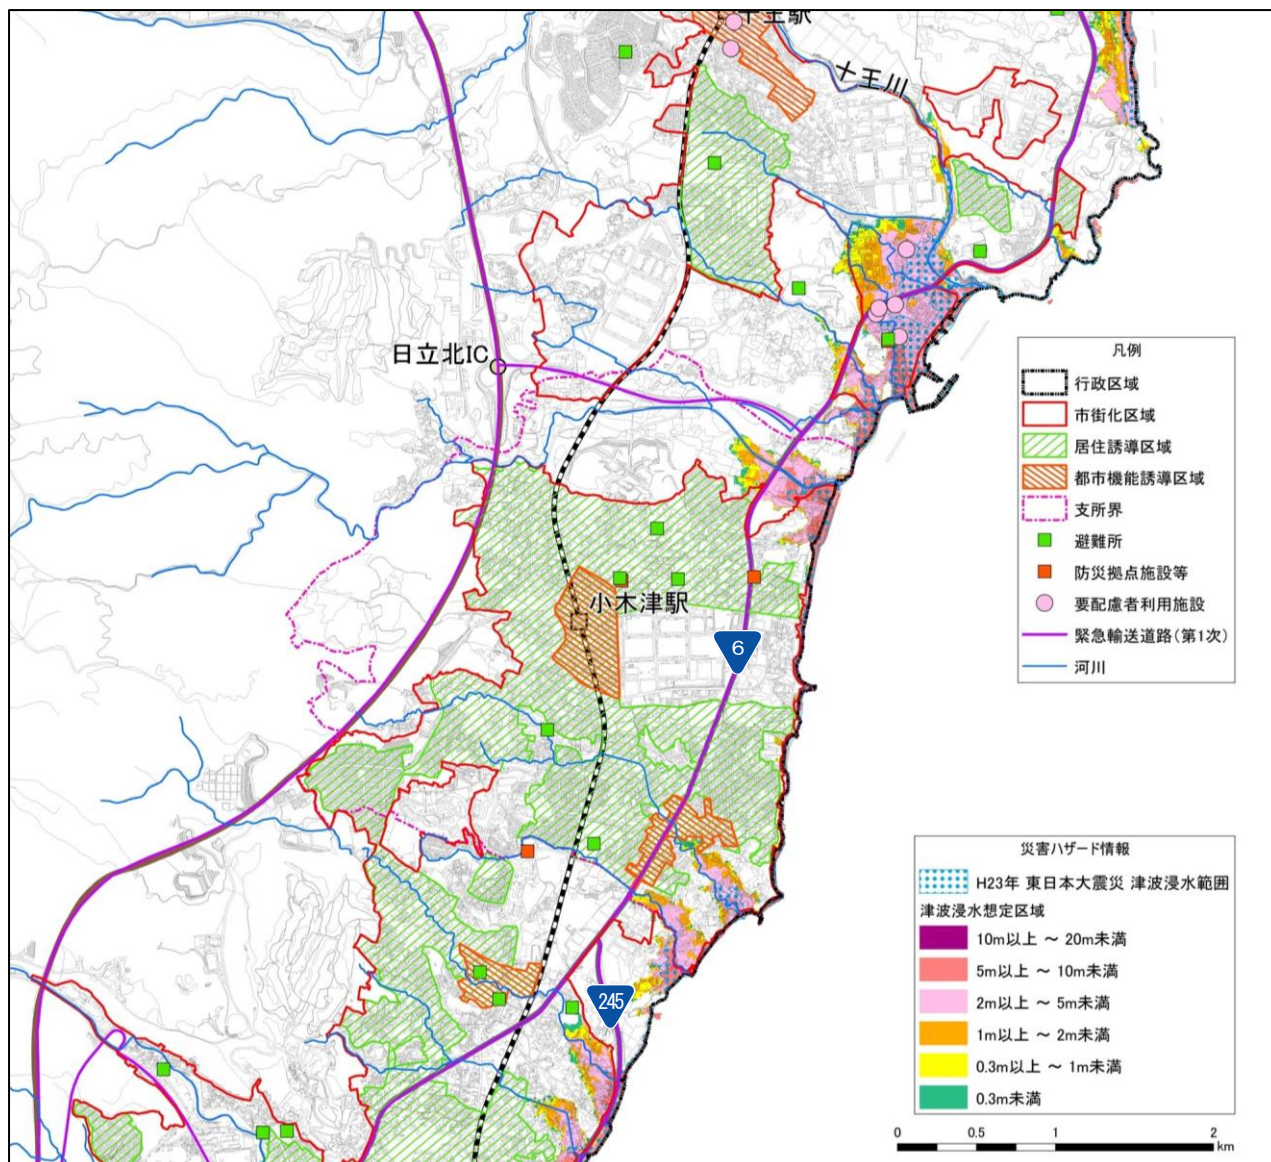 十王駅
十王川
日立北IC
小木津駅
6
245
凡例
行政区域
市街化区域
居住誘導区域
都市機能誘導区域
支所界
避難所
防災拠点施設等
要配慮者利用施設
緊急輸送道路(第1次)
河川
災害ハザード情報
H23年 東日本大震災 津波浸水範囲
津波浸水想定区域
10m以上 ～ 20m未満
5m以上 ～ 10m未満
2m以上 ～ 5m未満
1m以上 ～ 2m未満
0.3m以上 ～ 1m未満
0.3m未満
0 0.5 1 2
km